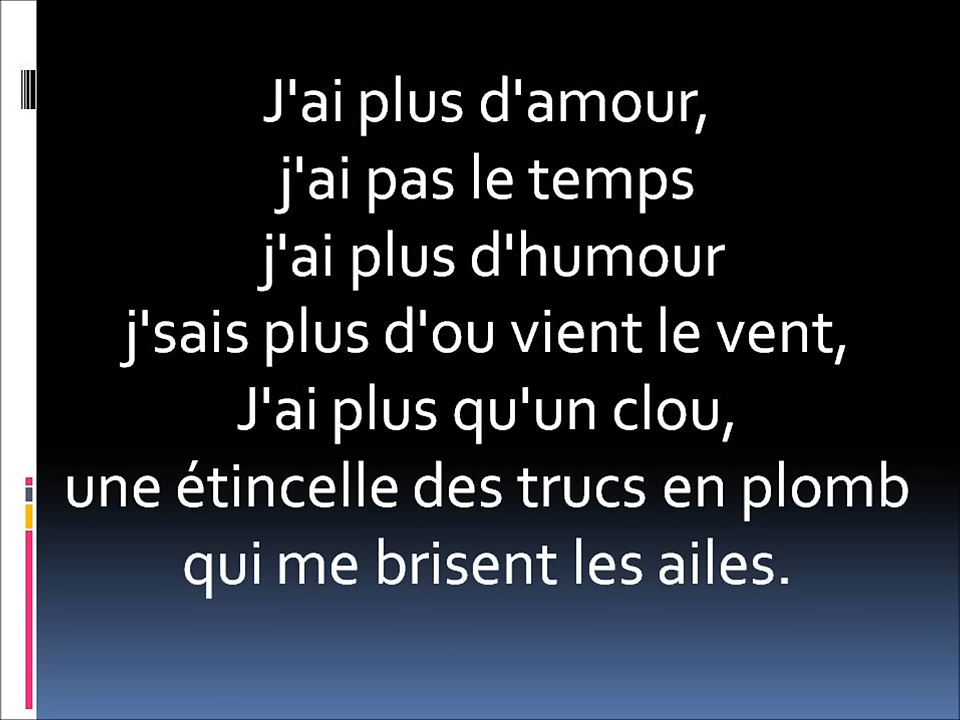 J'ai plus d'amour,
j'ai pas le temps
j'ai plus d'humour
j'sais plus d'ou vient le vent,
J'ai plus qu'un clou,
une étincelle des trucs en plomb
qui me brisent les ailes.